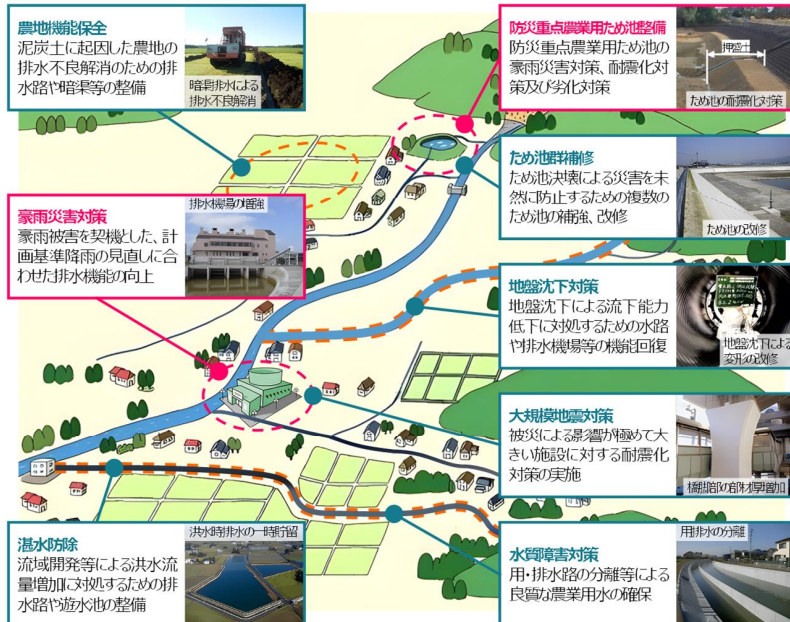 農地機能保全
泥炭土に起因した農地の
排水不良解消のための排
水路や暗渠等の整備
暗渠排水による
排水不良解消
豪雨災害対策
豪雨被害を契機とした、計
画基準降雨の見直しに合
わせた排水機能の向上
排水機場の増強
湛水防除
流域開発等による洪水流
量増加に対処するための排
水路や遊水池の整備
洪水時排水の一時貯留
防災重点農業用ため池整備
防災重点農業用ため池の
豪雨災害対策、耐震化対
策及び劣化対策
押盛土
ため池の耐震化対策
ため池群補修
ため池決壊による災害を未
然に防止するための複数の
ため池の補強、改修
ため池の改修
地盤沈下対策
地盤沈下による流下能力
低下に対処するための水路
や排水機場等の機能回復
地盤沈下による
変形の改修
大規模地震対策
被災による影響が極めて大
きい施設に対する耐震化
対策の実施
橋脚部の部材厚増加
水質障害対策
用・排水路の分離等による
良質な農業用水の確保
用排水の分離